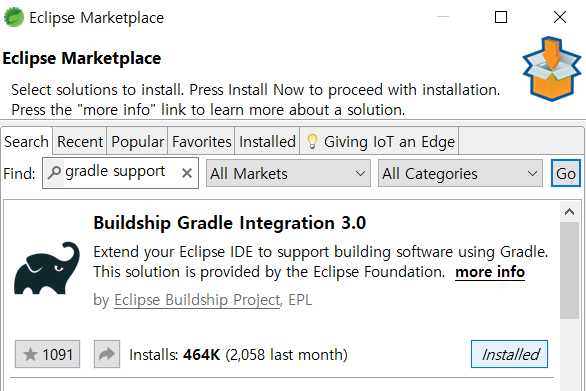 Eclipse Marketplace
Eclipse Marketplace
Select solutions to install. Press Install Now to proceed with installation.
Press the "more info" link to learn more about a solution.
Search Recent Popular Favorites Installed Giving IoT an Edge
Find: gradle support All Markets All Categories Go
Buildship Gradle Integration 3.0
Extend your Eclipse IDE to support building software using Gradle.
This solution is provided by the Eclipse Foundation. more info
by Eclipse Buildship Project, EPL
1091 Installs: 464K (2,058 last month) Installed